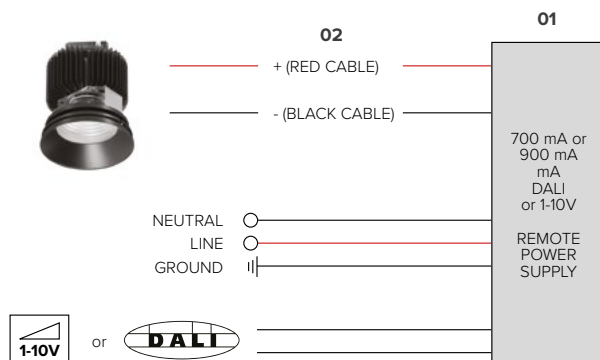 02
01
+ (RED CABLE)
- (BLACK CABLE)
700 mA or
900 mA
mA
DALI
or 1-10V
REMOTE
POWER
SUPPLY
NEUTRAL
LINE
GROUND
1-10V
or
DALI